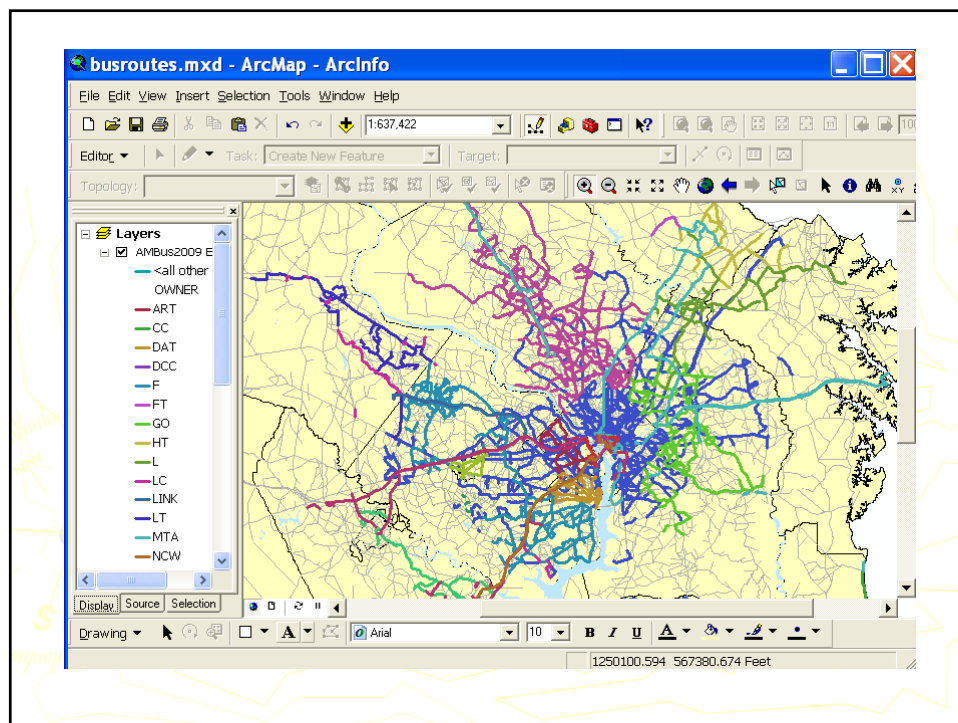 busroutes.mxd - ArcMap - ArcInfo
File Edit View Insert Selection Tools Window Help
1:637,422
100
Editor Task: Create New Feature Target:
Topology:
XY
Layers
AMBus2009 E
<all other
OWNER
ART
CC
DAT
DCC
F
FT
GO
HT
L
LC
LINK
LT
MTA
NCW
Display Source Selection
Drawing A Arial 10 B I U A
1250100.594 567380.674 Feet